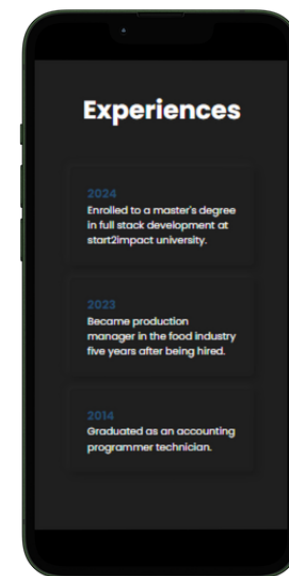 Experiences
2024
Enrolled to a master's degree
in full stack development at
start2impact university.
2023
Became production
manager in the food industry
five years after being hired.
2014
Graduated as an accounting
programmer technician.